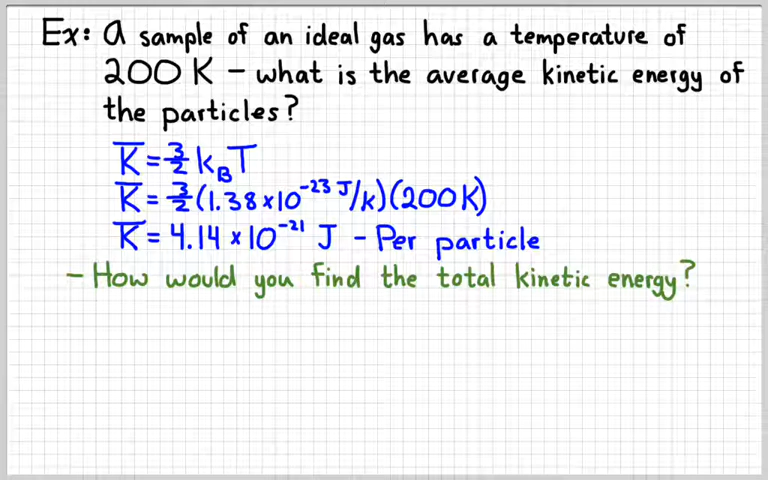 Ex: A sample of an ideal gas has a temperature of
200 K – what is the average kinetic energy of
the particles?
K̅ = 3/2 k_B T
K̅ = 3/2 (1.38 × 10⁻²³ J/k)(200K)
K̅ = 4.14 × 10⁻²¹ J – Per particle
– How would you find the total kinetic energy?